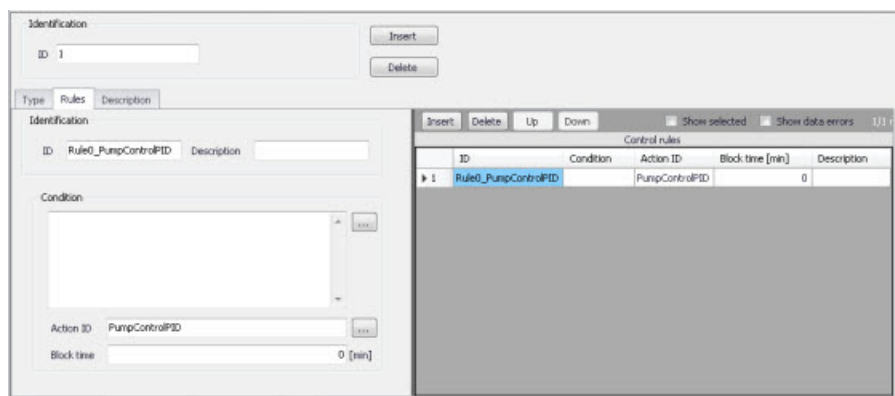 Identification
ID 1
Insert
Delete
Type Rules Description
Identification
ID Rule0_PumpControlPID Description
Condition
...
Action ID PumpControlPID ...
Block time 0 [min]
Insert Delete Up Down Show selected Show data errors 1/1
Control rules
ID Condition Action ID Block time [min] Description
1 Rule0_PumpControlPID PumpControlPID 0